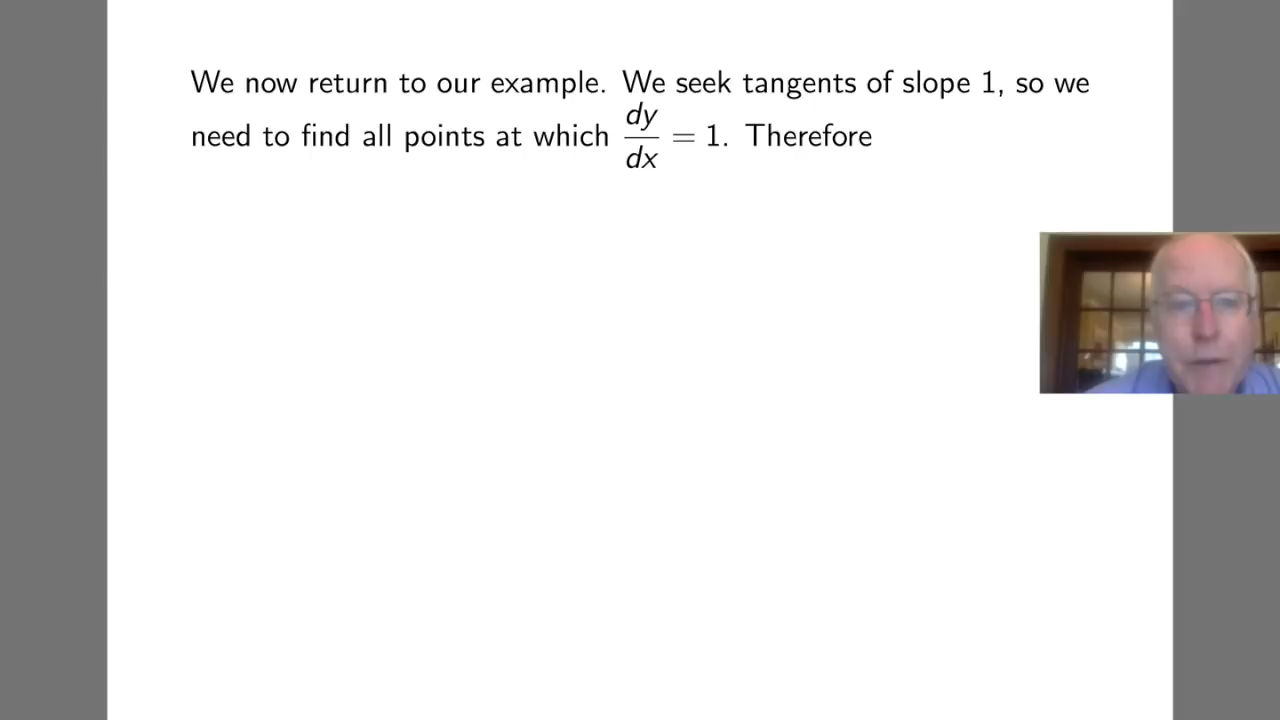 We now return to our example. We seek tangents of slope 1, so we
need to find all points at which dy/dx = 1. Therefore